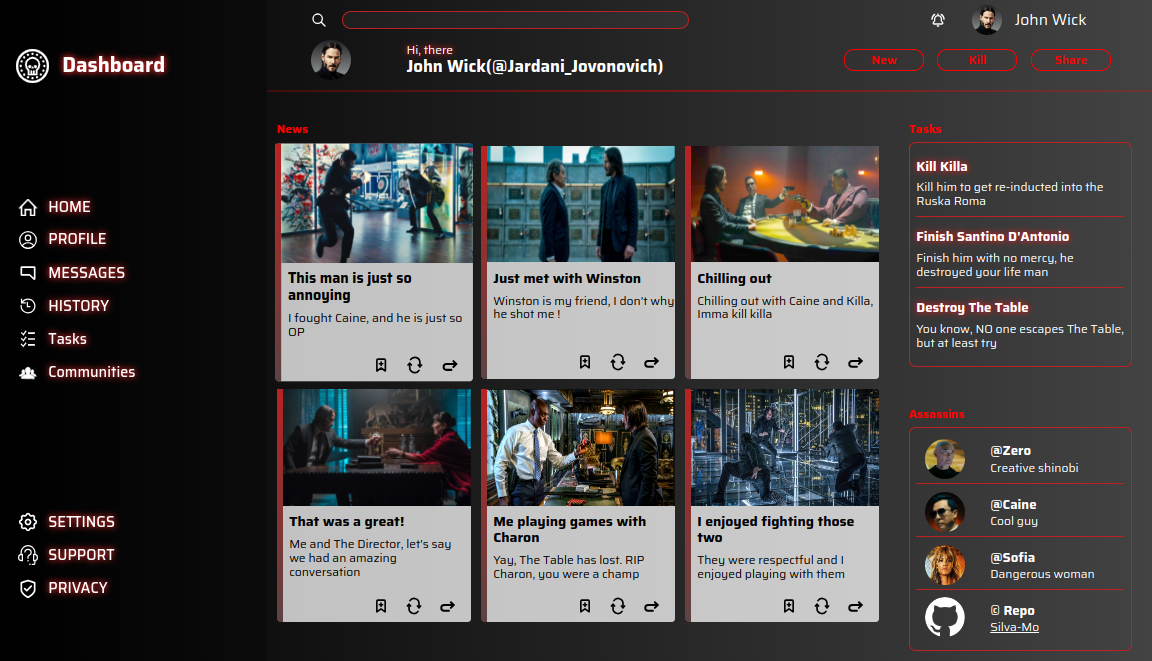 John Wick
Dashboard
Hi, there
John Wick(@Jardani_Jovonovich)
New
Kill
Share
HOME
PROFILE
MESSAGES
HISTORY
Tasks
Communities
SETTINGS
SUPPORT
PRIVACY
News
This man is just so
annoying
I fought Caine, and he is just so
OP
Just met with Winston
Winston is my friend, I don't why
he shot me !
Chilling out
Chilling out with Caine and Killa,
Imma kill killa
That was a great!
Me and The Director, let's say
we had an amazing
conversation
Me playing games with
Charon
Yay, The Table has lost. RIP
Charon, you were a champ
I enjoyed fighting those
two
They were respectful and I
enjoyed playing with them
Tasks
Kill Killa
Kill him to get re-inducted into the
Ruska Roma
Finish Santino D'Antonio
Finish him with no mercy, he
destroyed your life man
Destroy The Table
You know, NO one escapes The Table,
but at least try
Assassins
@Zero
Creative shinobi
@Caine
Cool guy
@Sofia
Dangerous woman
© Repo
Silva-Mo